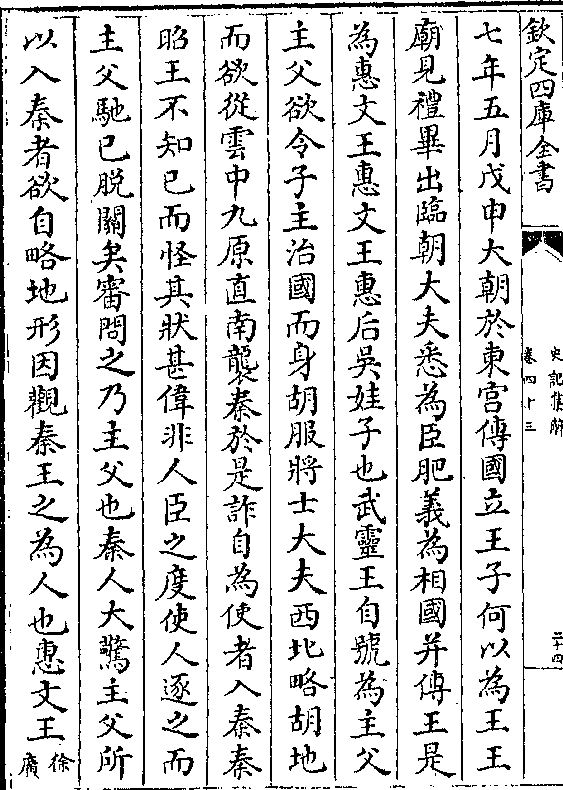 欽定四庫全書
史記集解
卷四十三
二十四
七年五月戊申大朝於東宮傳國立王子何以為王王
廟見禮畢出臨朝大夫悉為臣肥義為相國并傅王是
為惠文王惠文王惠后吳娃子也武靈王自號為主父
主父欲令子主治國而身胡服將士大夫西北略胡地
而欲從雲中九原直南襲秦於是詐自為使者入秦秦
昭王不知已而怪其狀甚偉非人臣之度使人逐之而
主父馳已脫關矣審問之乃主父也秦人大驚主父所
以入秦者欲自略地形因觀秦王之為人也惠文王徐廣